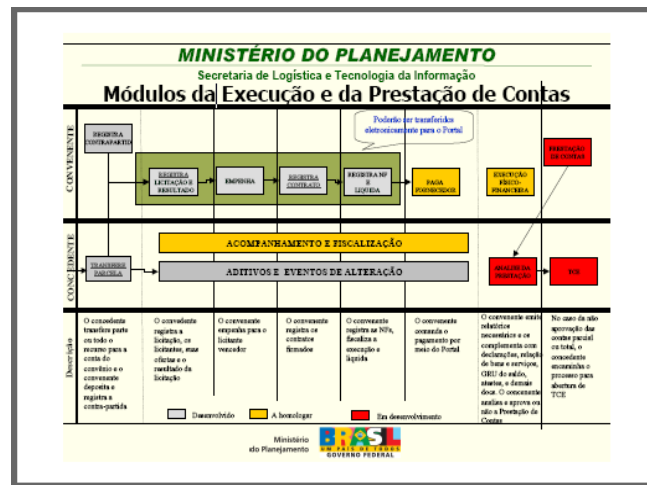 MINISTÉRIO DO PLANEJAMENTO
Secretaria de Logística e Tecnologia da Informação
Módulos da Execução e da Prestação de Contas
Poderão ser transferidos
eletronicamente para o Portal
CONVENENTE
REGISTRA
CONTRAPARTID
REGISTRA
LICITAÇÃO E
RESULTADO
EMPENHA
REGISTRA
CONTRATO
REGISTRA NF
E
LIQUIDA
PAGA
FORNECEDOR
EXECUÇÃO
FÍSICO-
FINANCEIRA
PRESTAÇÃO
DE CONTAS
CONCEDENTE
TRANSFERE
PARCELA
ACOMPANHAMENTO E FISCALIZAÇÃO
ADITIVOS E EVENTOS DE ALTERAÇÃO
ANALISE DA
PRESTAÇÃO
TCE
Descrição
O concedente
transfere parte
ou todo o
recurso para a
conta do
convênio e o
convenente
deposita e
registra a
contra-partida
O convedente
registra a
licitação, os
licitantes, suas
ofertas e o
resultado da
licitação
O convenente
empenha para o
licitante
vencedor
O convenente
registra os
contratos
firmados
O convenente
registra as NFs,
fiscaliza a
execução e
liquida
O convenente
comanda o
pagamento por
meio do Portal
O convenente emite
relatórios
necessários e os
complementa com
declarações, relação
de bens e serviços,
GRU do saldo,
atestes, e demais
docs. O concenente
analisa e aprova ou
não a Prestação de
Contas
No caso da não
aprovação das
contas parcial
ou total, o
concedente
encaminha o
processo para
abertura de
TCE
Desenvolvido
A homologar
Em desenvolvimento
Ministério
do Planejamento
BRASIL
UM PAÍS DE TODOS
GOVERNO FEDERAL